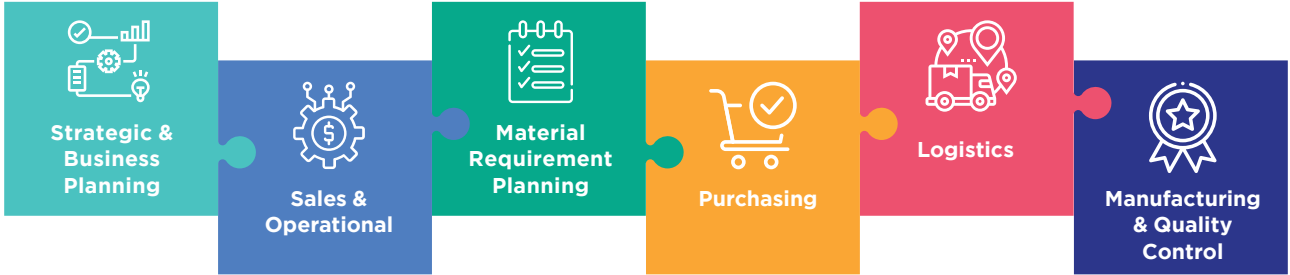 Strategic &
Business
Planning
Sales &
Operational
Material
Requirement
Planning
Purchasing
Logistics
Manufacturing
& Quality
Control